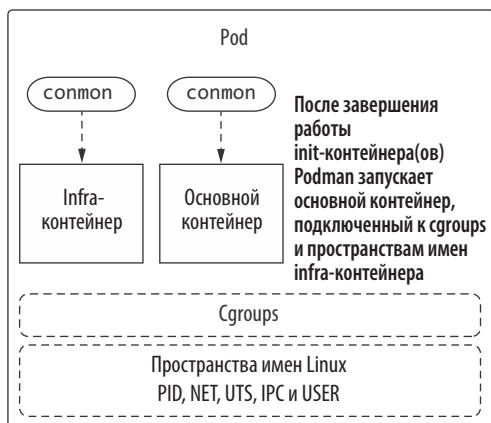 Pod
conmon
conmon
Infra-
контейнер
Основной
контейнер
После завершения
работы
init-контейнера(ов)
Podman запускает
основной контейнер,
подключенный к cgroups
и пространствам имен
infra-контейнера
Cgroups
Пространства имен Linux
PID, NET, UTS, IPC и USER